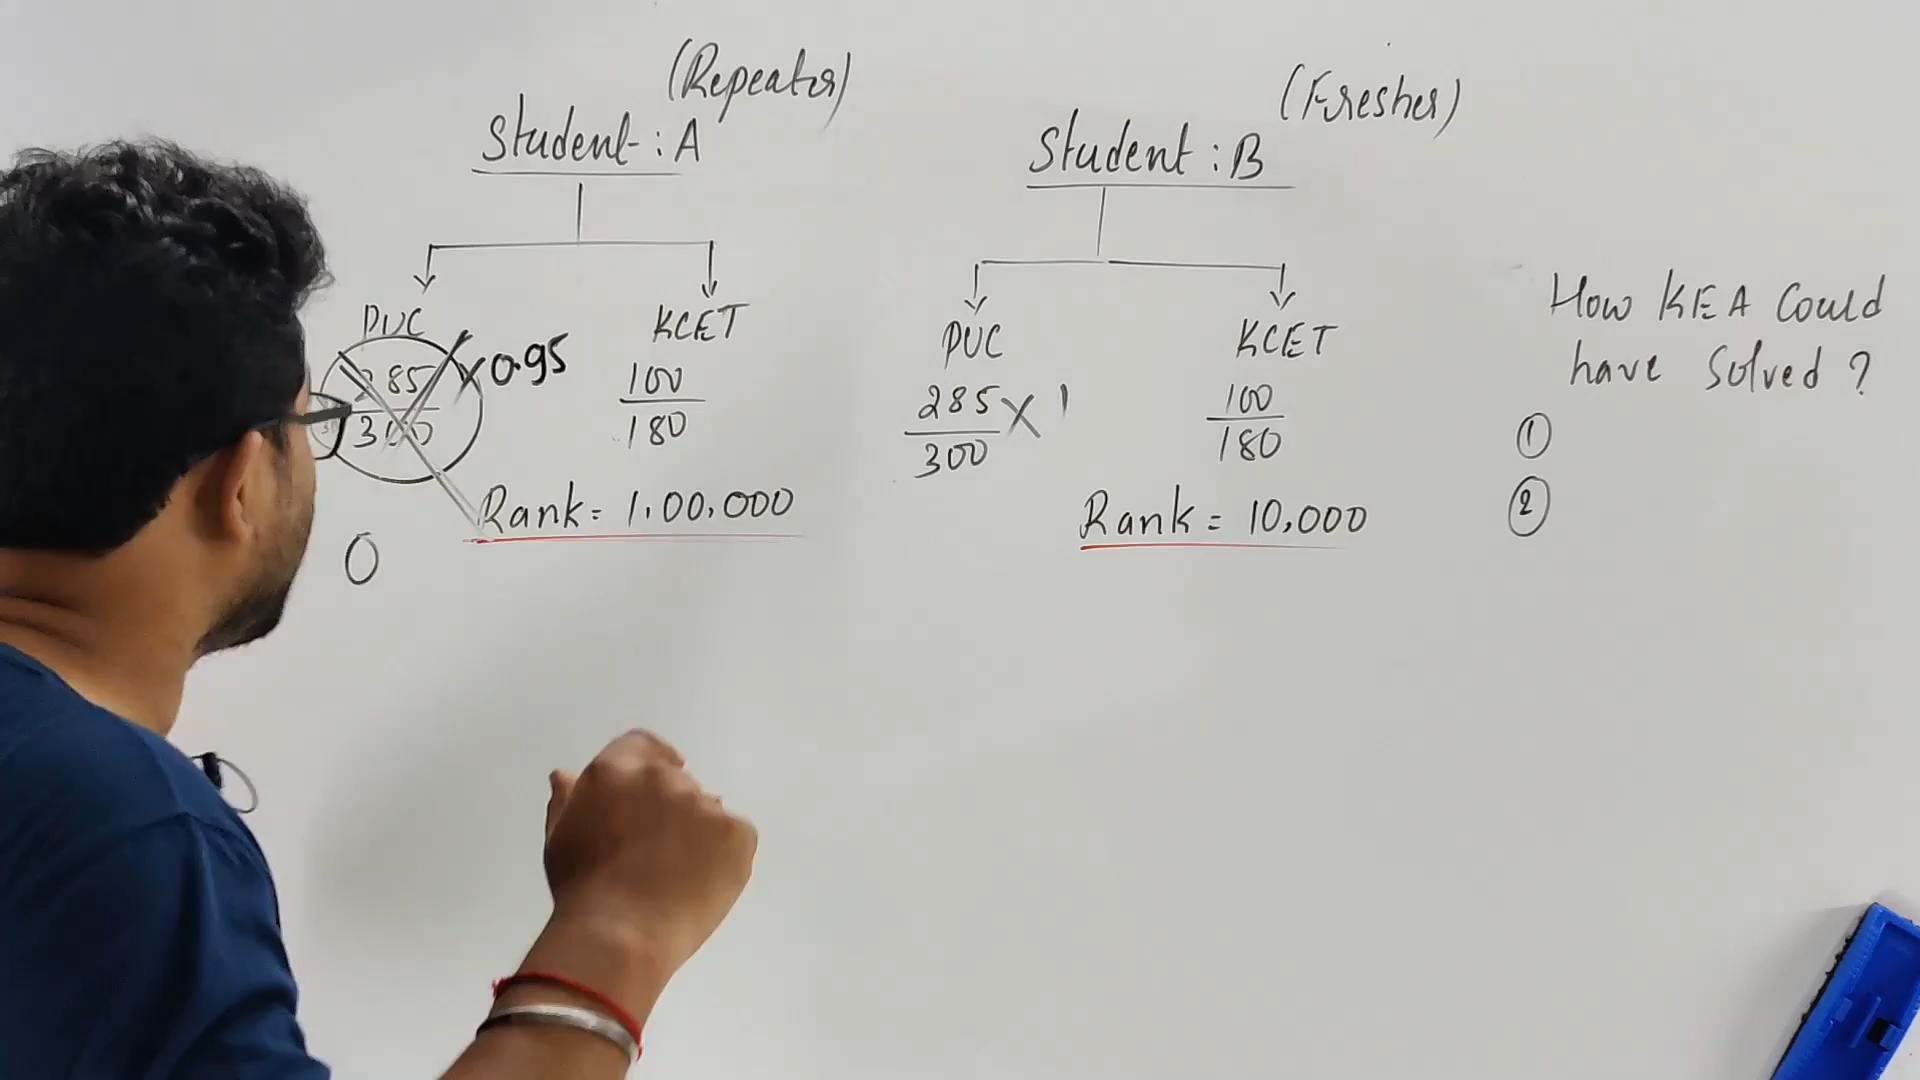 (Repeater)
Student : A
PUC
285
300
× 0.95
KCET
100
180
Rank = 1,00,000
0
(Fresher)
Student : B
PUC
285
300
× 1
KCET
100
180
Rank = 10,000
How KEA Could
have Solved ?
①
②